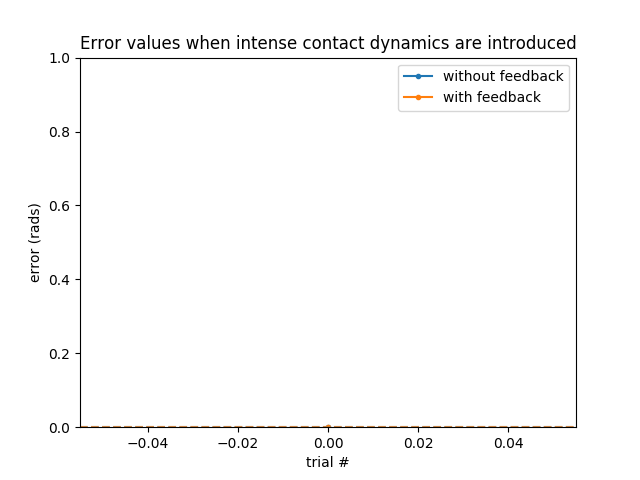 Error values when intense contact dynamics are introduced
without feedback
with feedback
error (rads)
1.0
0.8
0.6
0.4
0.2
0.0
−0.04 −0.02 0.00 0.02 0.04
trial #